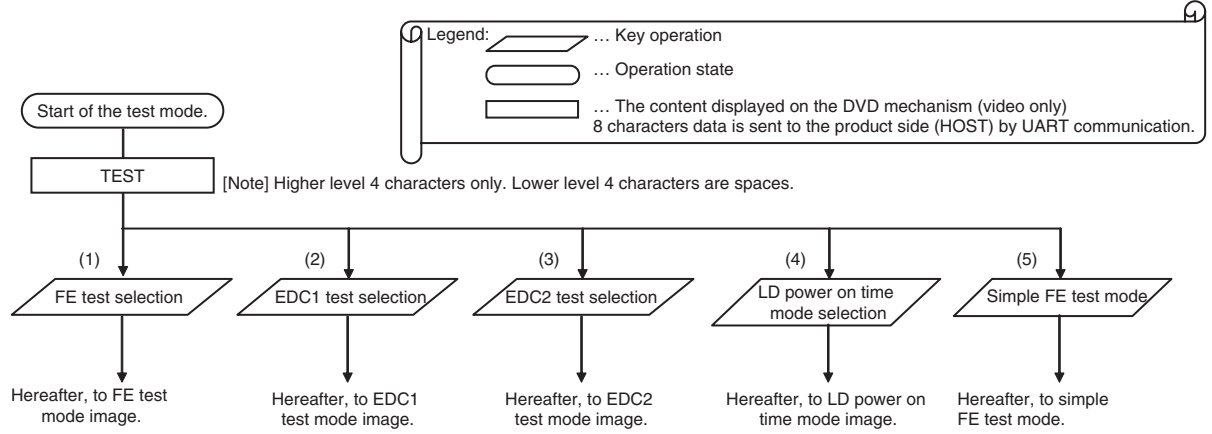 Legend:
… Key operation
… Operation state
… The content displayed on the DVD mechanism (video only)
8 characters data is sent to the product side (HOST) by UART communication.
Start of the test mode.
TEST
[Note] Higher level 4 characters only. Lower level 4 characters are spaces.
(1)
FE test selection
Hereafter, to FE test
mode image.
(2)
EDC1 test selection
Hereafter, to EDC1
test mode image.
(3)
EDC2 test selection
Hereafter, to EDC2
test mode image.
(4)
LD power on time
mode selection
Hereafter, to LD power on
time mode image.
(5)
Simple FE test mode
Hereafter, to simple
FE test mode.